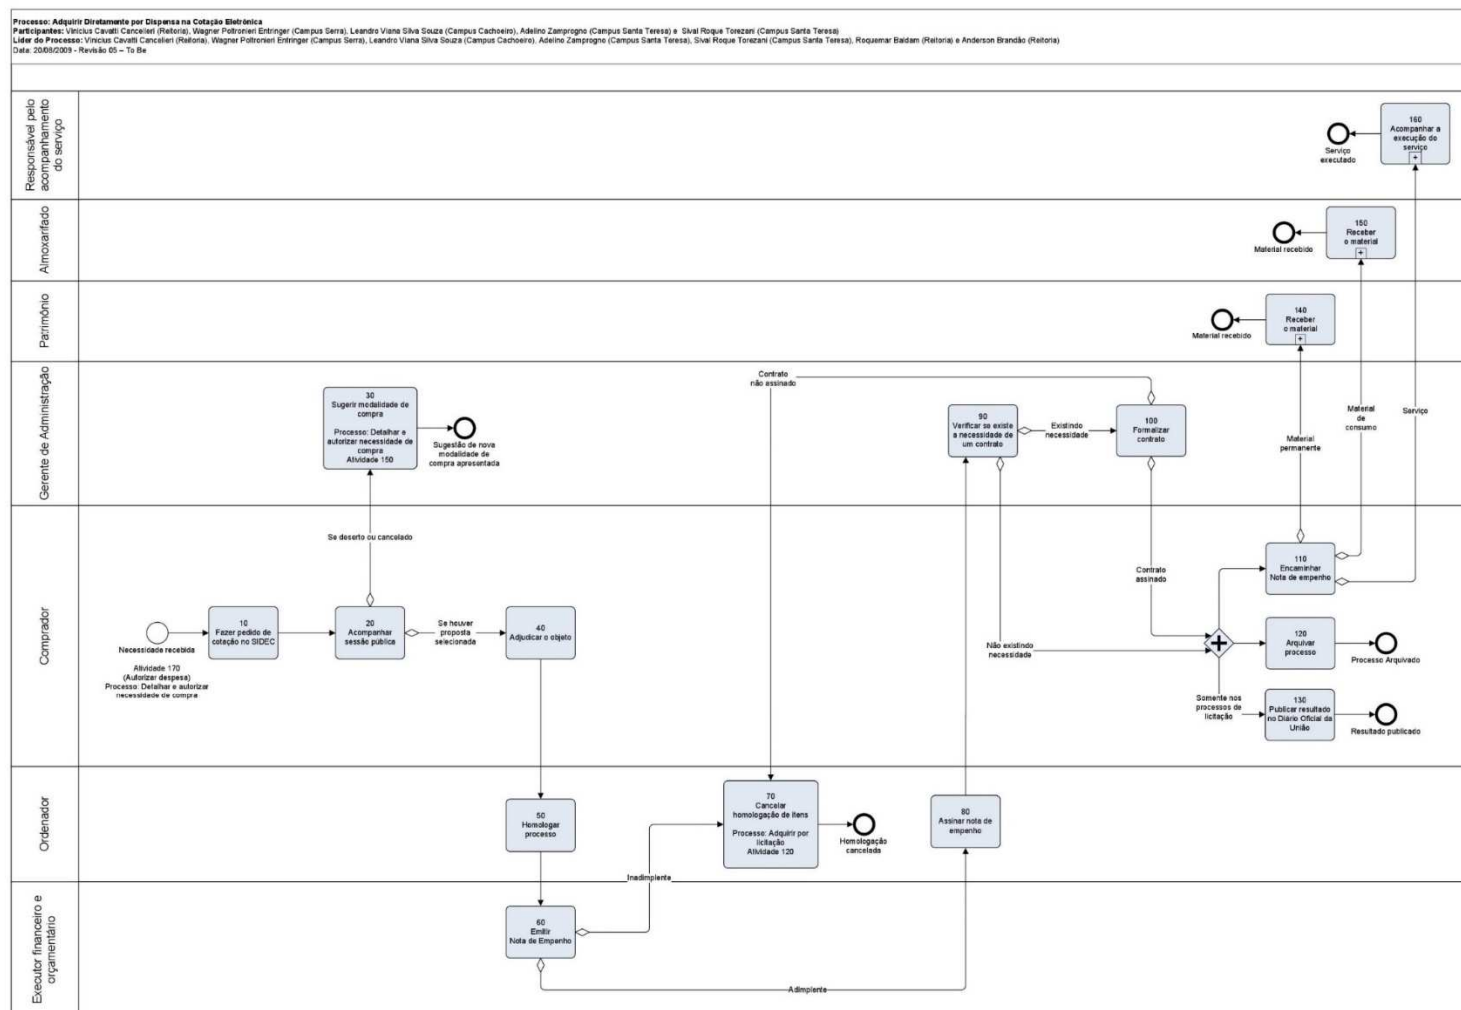 Processo: Adquirir Diretamente por Dispensa na Cotação Eletrônica
Participantes: Vinicius Cavatti Cancelieri (Reitoria), Wagner Poltronieri Entringer (Campus Serra), Leandro Viana Silva Souza (Campus Cachoeiro), Adelino Zamprogno (Campus Santa Teresa) e Sival Roque Torezani (Campus Santa Teresa)
Líder do Processo: Vinicius Cavatti Cancelieri (Reitoria), Wagner Poltronieri Entringer (Campus Serra), Leandro Viana Silva Souza (Campus Cachoeiro), Adelino Zamprogno (Campus Santa Teresa), Sival Roque Torezani (Campus Santa Teresa), Roquemar Baldam (Reitoria) e Anderson Brandão (Reitoria)
Data: 20/08/2009 - Revisão 05 – To Be
Responsável pelo
acompanhamento
do serviço
160
Acompanhar a
execução do
serviço
Serviço
executado
Almoxarifado
150
Receber
o material
Material recebido
Patrimônio
140
Receber
o material
Material recebido
Gerente de Administração
30
Sugerir modalidade de
compra
Processo: Detalhar e
autorizar necessidade de
compra
Atividade 150
Sugestão de nova
modalidade de
compra apresentada
Contrato
não assinado
90
Verificar se existe
a necessidade de
um contrato
Existindo
necessidade
100
Formalizar
contrato
Material
permanente
Material
de
consumo
Serviço
Comprador
Se deserto ou cancelado
Necessidade recebida
Atividade 170
(Autorizar despesa)
Processo: Detalhar e autorizar
necessidade de compra
10
Fazer pedido de
cotação no SIDEC
20
Acompanhar
sessão pública
Se houver
proposta
selecionada
40
Adjudicar o objeto
Não existindo
necessidade
Contrato
assinado
110
Encaminhar
Nota de empenho
120
Arquivar
processo
Processo Arquivado
Somente nos
processos de
licitação
130
Publicar resultado
no Diário Oficial da
União
Resultado publicado
Ordenador
50
Homologar
processo
70
Cancelar
homologação de itens
Processo: Adquirir por
licitação
Atividade 120
Homologação
cancelada
80
Assinar nota de
empenho
Inadimplente
Executor financeiro e
orçamentário
60
Emitir
Nota de Empenho
Adimplente